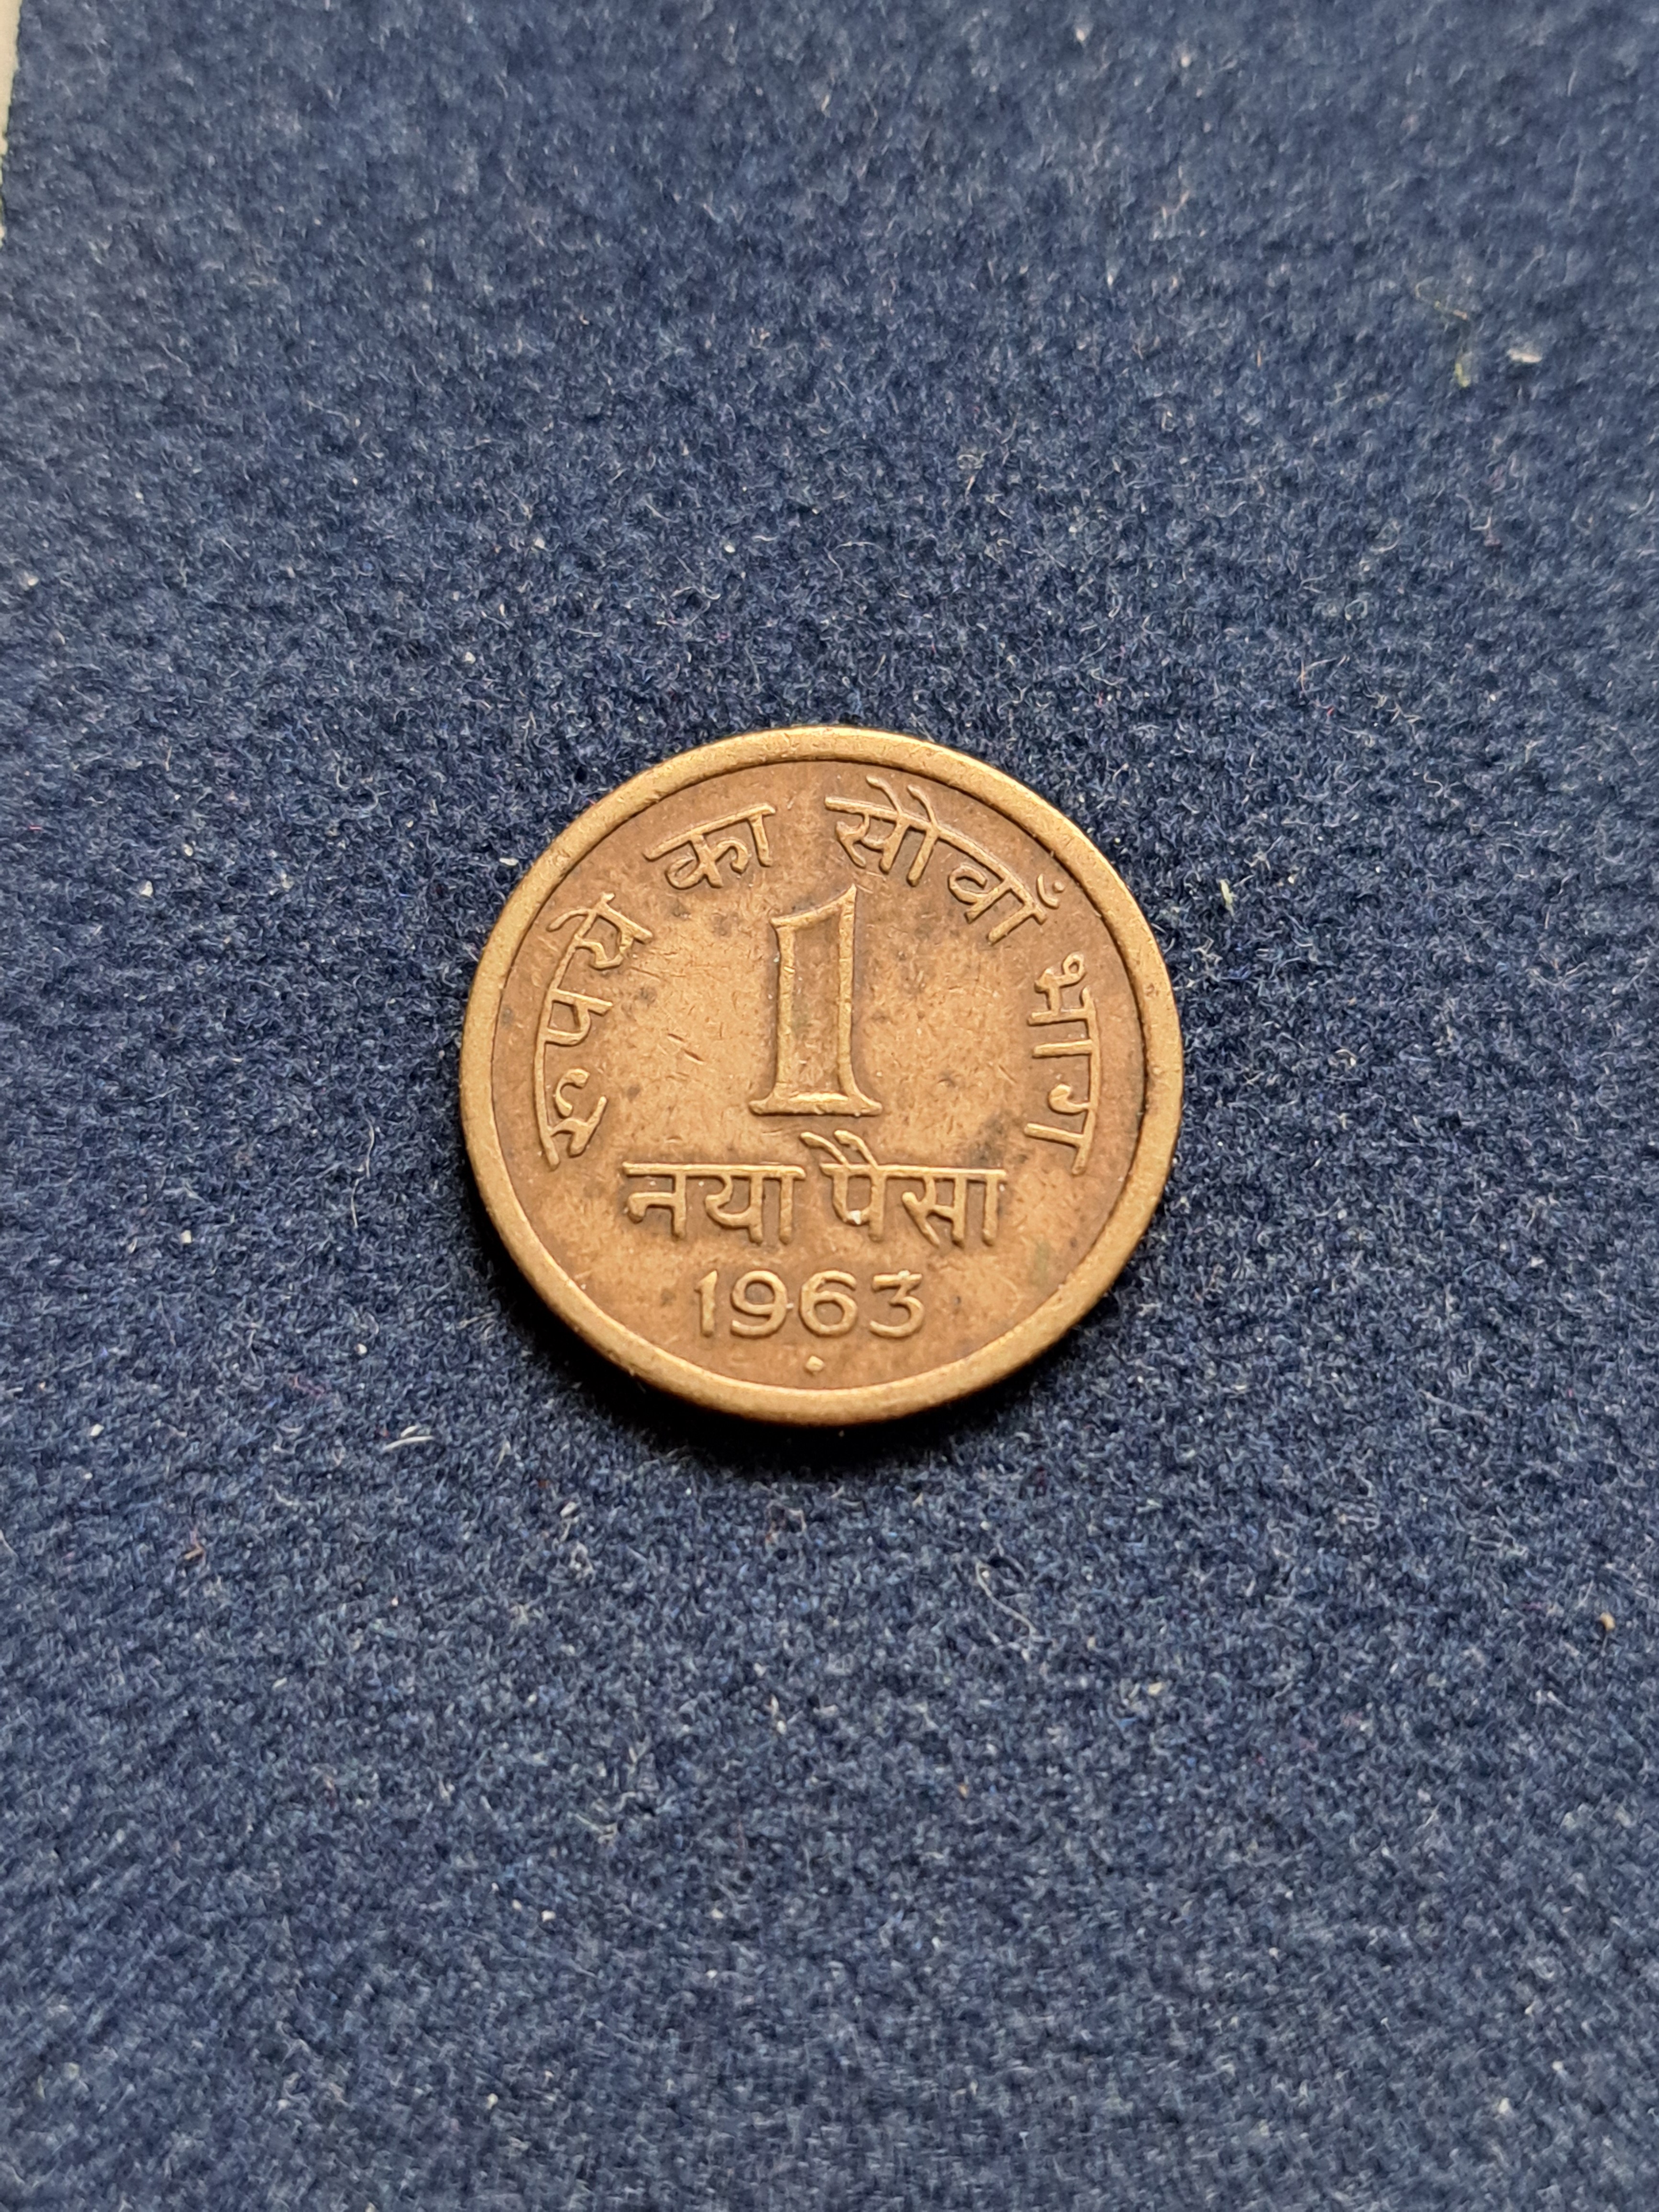 रूपये का सौवाँ भाग
1
नया पैसा
1963